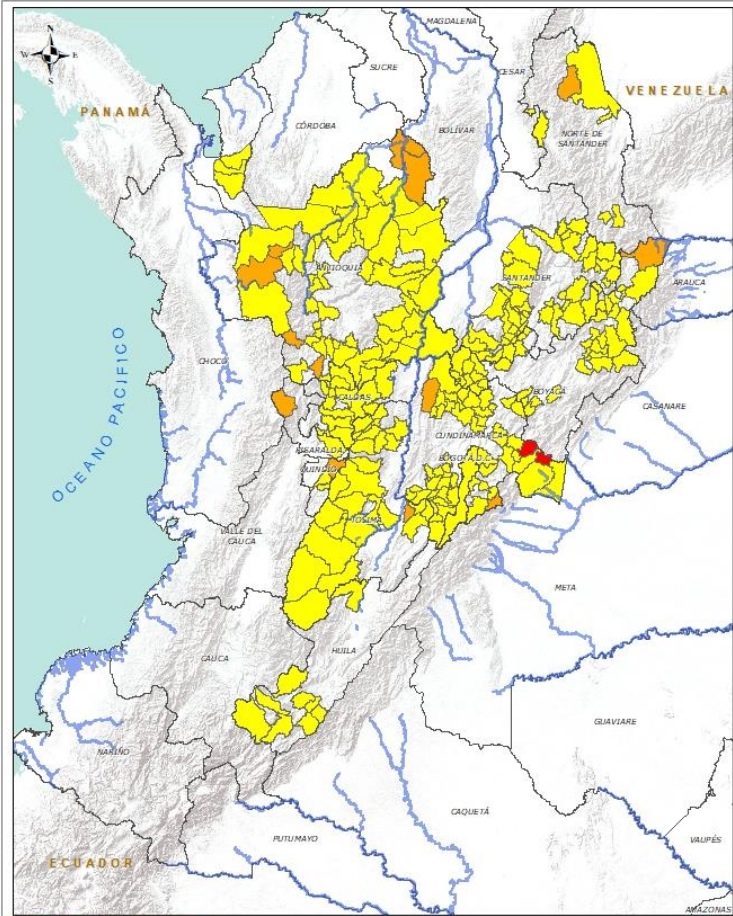 N
W E
S
MAGDALENA
SUCRE
CESAR
VENEZUELA
PANAMÁ
CÓRDOBA
BOLÍVAR
NORTE DE
SANTANDER
ANTIOQUIA
SANTANDER
ARAUCA
CHOCÓ
OCEANO PACIFICO
CALDAS
BOYACÁ
CASANARE
CUNDINAMARCA
RISARALDA
BOGOTÁ, D.C.
QUINDÍO
TOLIMA
VALLE DEL
CAUCA
META
CAUCA
HUILA
GUAVIARE
NARIÑO
CAQUETÁ
PUTUMAYO
VAUPÉS
ECUADOR
AMAZONAS